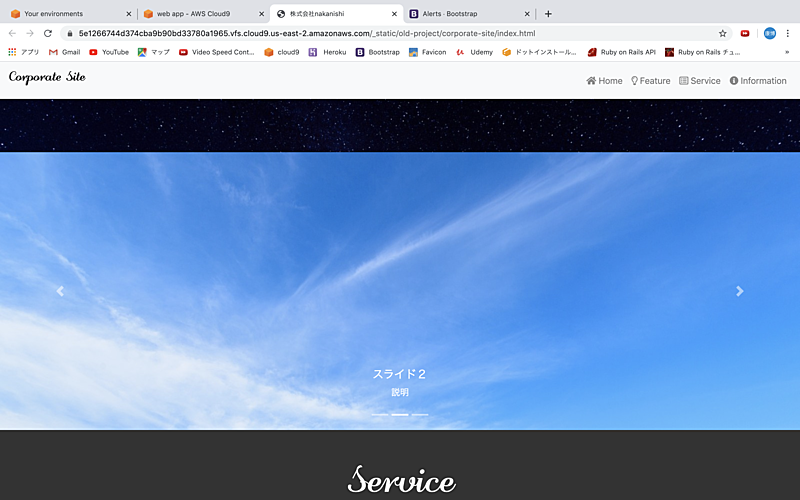 Your environments
web app - AWS Cloud9
株式会社nakanishi
Alerts · Bootstrap
5e1266744d374cba9b90bd33780a1965.vfs.cloud9.us-east-2.amazonaws.com/_static/old-project/corporate-site/index.html
アプリ Gmail YouTube マップ Video Speed Cont... cloud9 Heroku Bootstrap Favicon Udemy ドットインストール... Ruby on Rails API Ruby on Rails チュ...
Corporate Site
Home Feature Service Information
スライド２
説明
Service